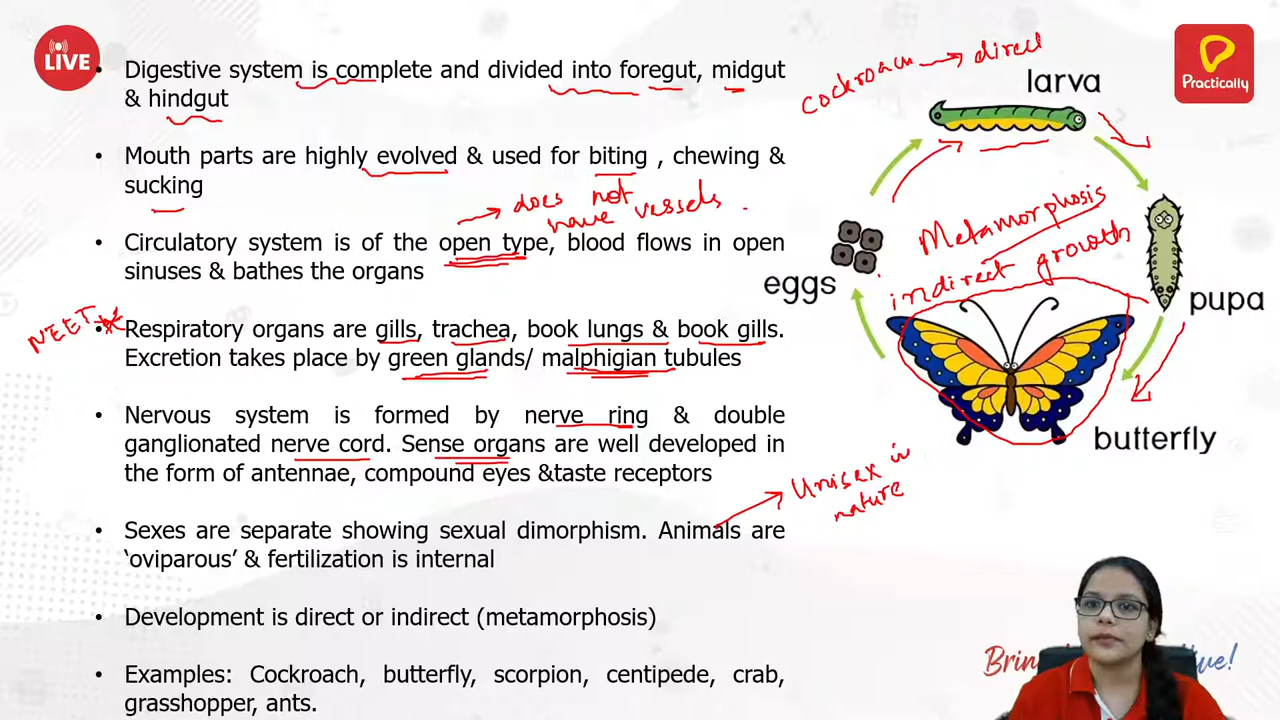 LIVE
Practically
• Digestive system is complete and divided into foregut, midgut
& hindgut
• Mouth parts are highly evolved & used for biting , chewing &
sucking
does not
have vessels
• Circulatory system is of the open type, blood flows in open
sinuses & bathes the organs
NEET
• Respiratory organs are gills, trachea, book lungs & book gills.
Excretion takes place by green glands/ malphigian tubules
• Nervous system is formed by nerve ring & double
ganglionated nerve cord. Sense organs are well developed in
the form of antennae, compound eyes &taste receptors
• Sexes are separate showing sexual dimorphism. Animals are
‘oviparous’ & fertilization is internal
Unisex in
nature
• Development is direct or indirect (metamorphosis)
• Examples: Cockroach, butterfly, scorpion, centipede, crab,
grasshopper, ants.
cockroach → direct
larva
Metamorphosis
indirect growth
eggs
pupa
butterfly